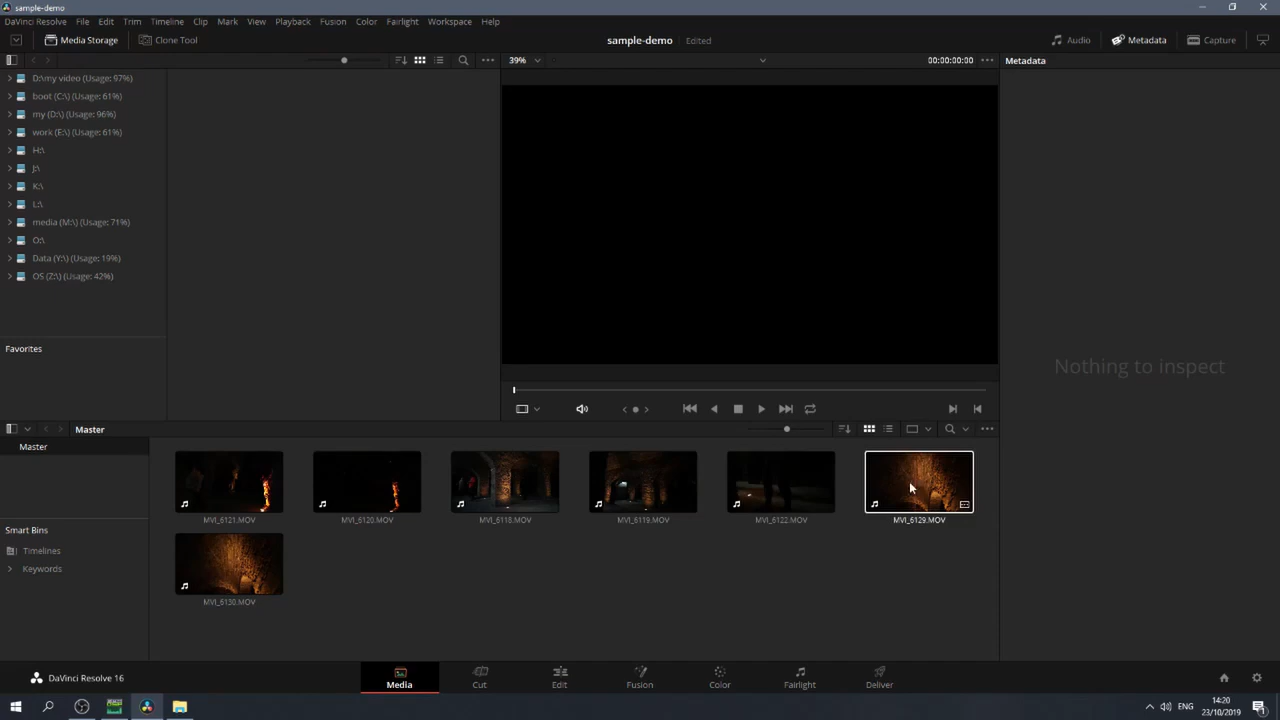 sample-demo
DaVinci Resolve File Edit Trim Timeline Clip Mark View Playback Fusion Color Fairlight Workspace Help
Media Storage Clone Tool sample-demo Edited Audio Metadata Capture
39% 00:00:00:00 Metadata
D:\my video (Usage: 97%)
boot (C:\) (Usage: 61%)
my (D:\) (Usage: 96%)
work (E:\) (Usage: 61%)
H:\
J:\
K:\
L:\
media (M:\) (Usage: 71%)
O:\
Data (Y:\) (Usage: 19%)
OS (Z:\) (Usage: 42%)
Favorites
Nothing to inspect
Master
Master
MVI_6121.MOV MVI_6120.MOV MVI_6118.MOV MVI_6119.MOV MVI_6122.MOV MVI_6129.MOV
Smart Bins
Timelines
Keywords
MVI_6130.MOV
DaVinci Resolve 16 Media Cut Edit Fusion Color Fairlight Deliver
ENG 14:20
23/10/2019 1